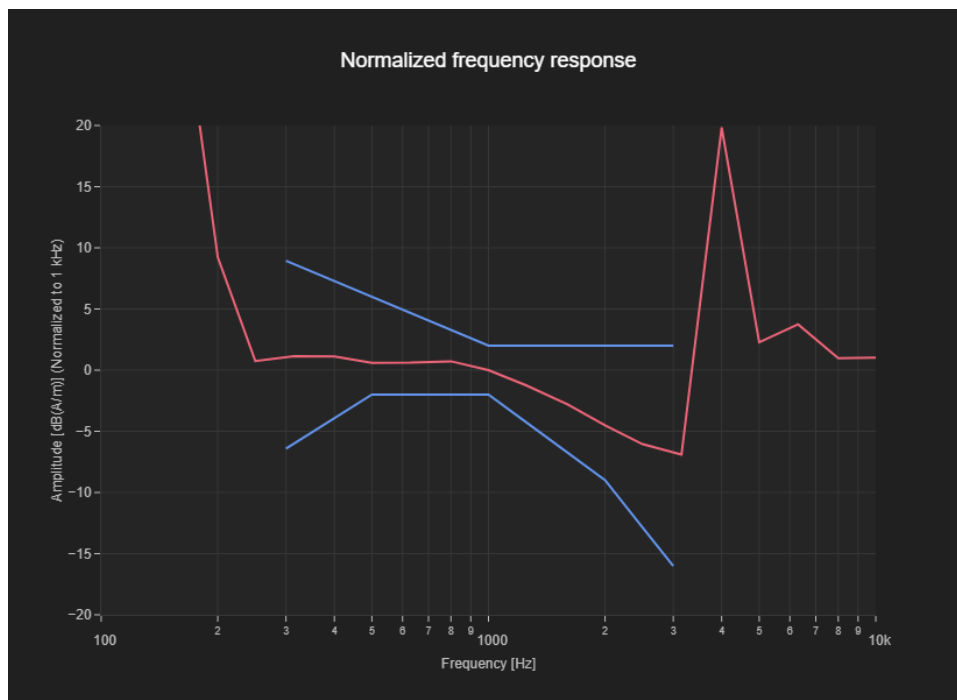 Normalized frequency response
Amplitude [dB(A/m)] (Normalized to 1 kHz)
20
15
10
5
0
−5
−10
−15
−20
100 2 3 4 5 6 7 8 9 1000 2 3 4 5 6 7 8 9 10k
Frequency [Hz]